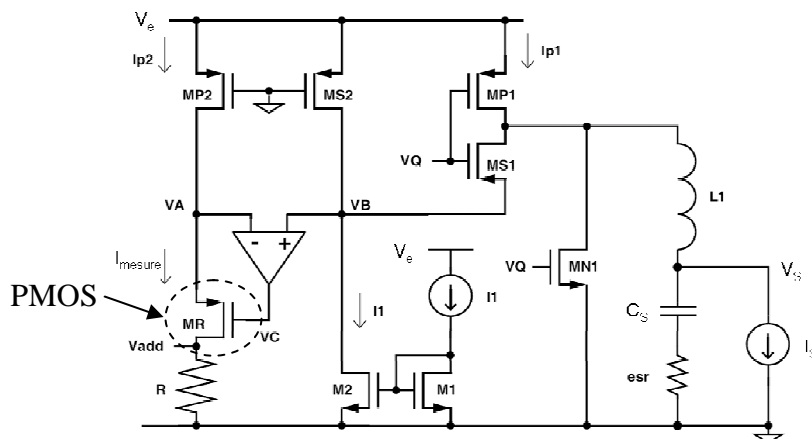 Ve
Ip2
Ip1
MP2
MS2
MP1
VQ
MS1
L1
VA
VB
Imesure
Ve
VQ
MN1
VS
PMOS
I1
I1
CS
MR
VC
Vadd
IS
R
M2
M1
esr